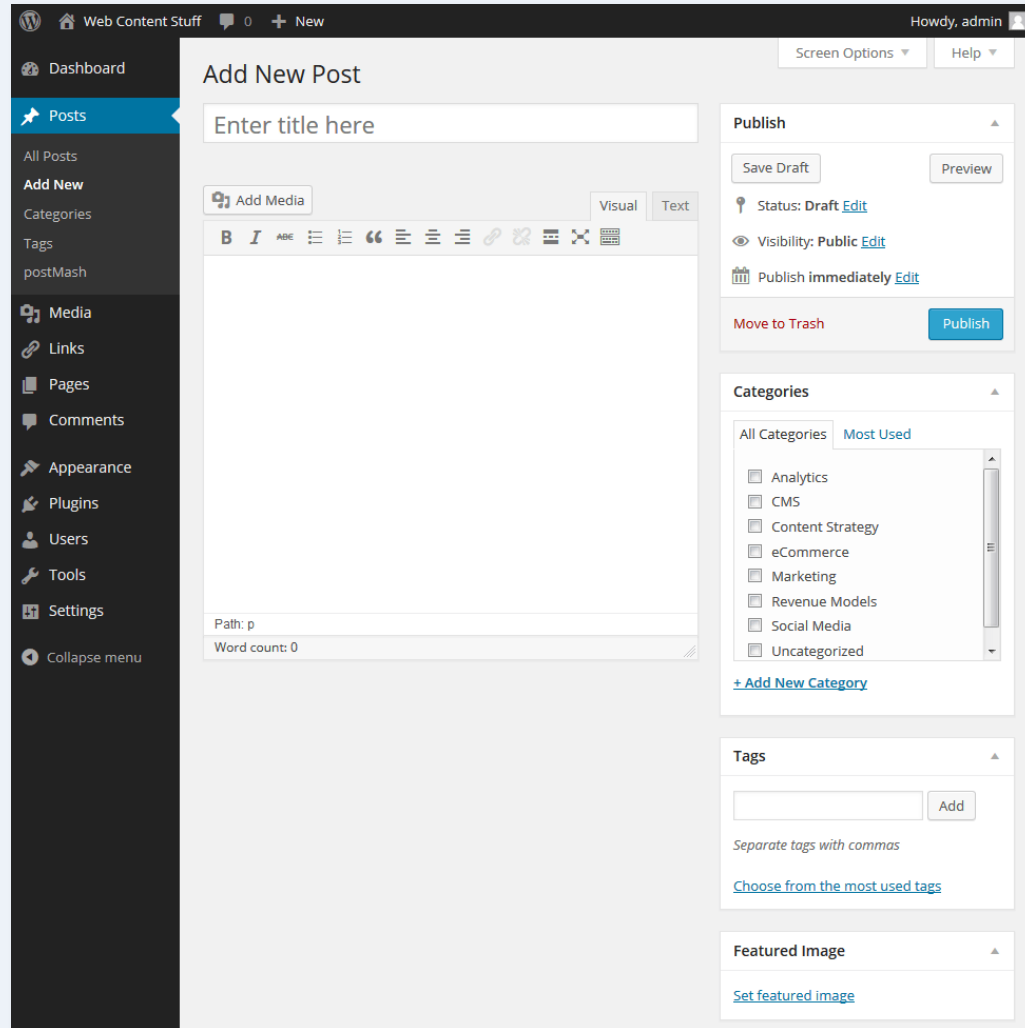 Web Content Stuff 0 + New Howdy, admin
Screen Options Help
Dashboard
Posts
All Posts
Add New
Categories
Tags
postMash
Media
Links
Pages
Comments
Appearance
Plugins
Users
Tools
Settings
Collapse menu
Add New Post
Enter title here
Add Media
Visual Text
B I ABC
Path: p
Word count: 0
Publish
Save Draft Preview
Status: Draft Edit
Visibility: Public Edit
Publish immediately Edit
Move to Trash Publish
Categories
All Categories Most Used
Analytics
CMS
Content Strategy
eCommerce
Marketing
Revenue Models
Social Media
Uncategorized
+ Add New Category
Tags
Add
Separate tags with commas
Choose from the most used tags
Featured Image
Set featured image